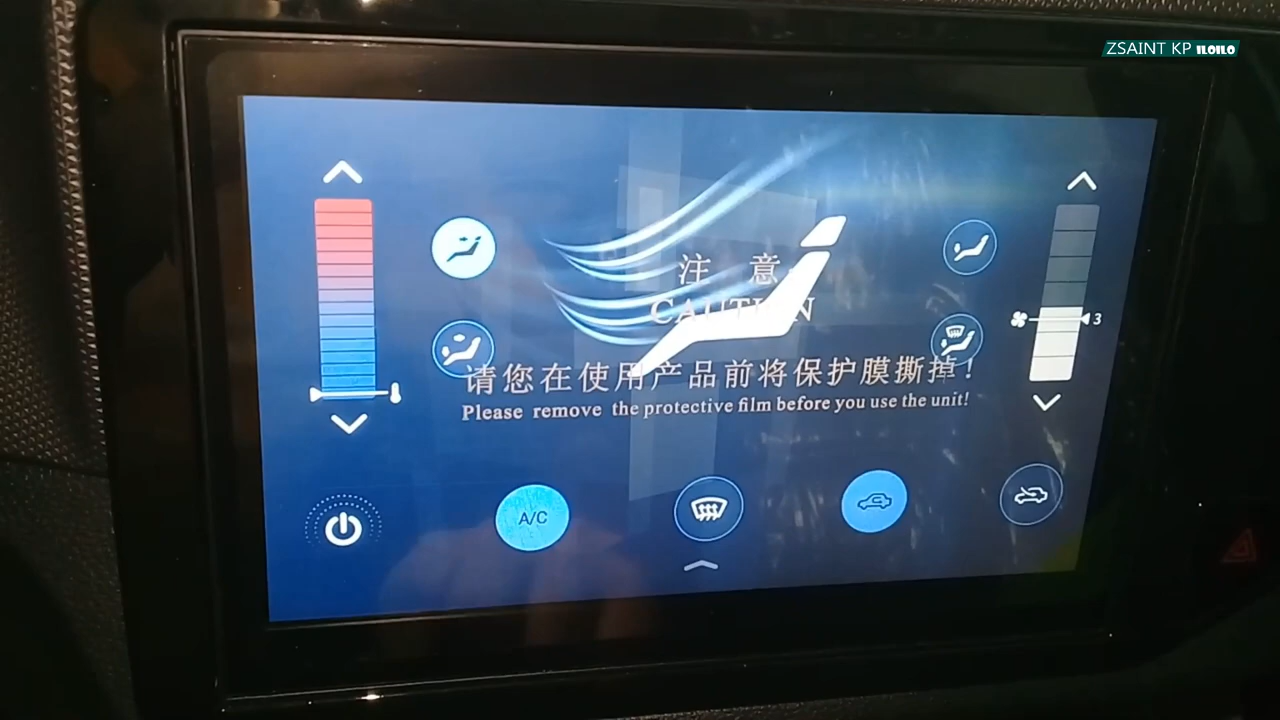 ZSAINT KP ILOILO
注 意
CAUTION
3
请您在使用产品前将保护膜撕掉！
Please remove the protective film before you use the unit!
A/C